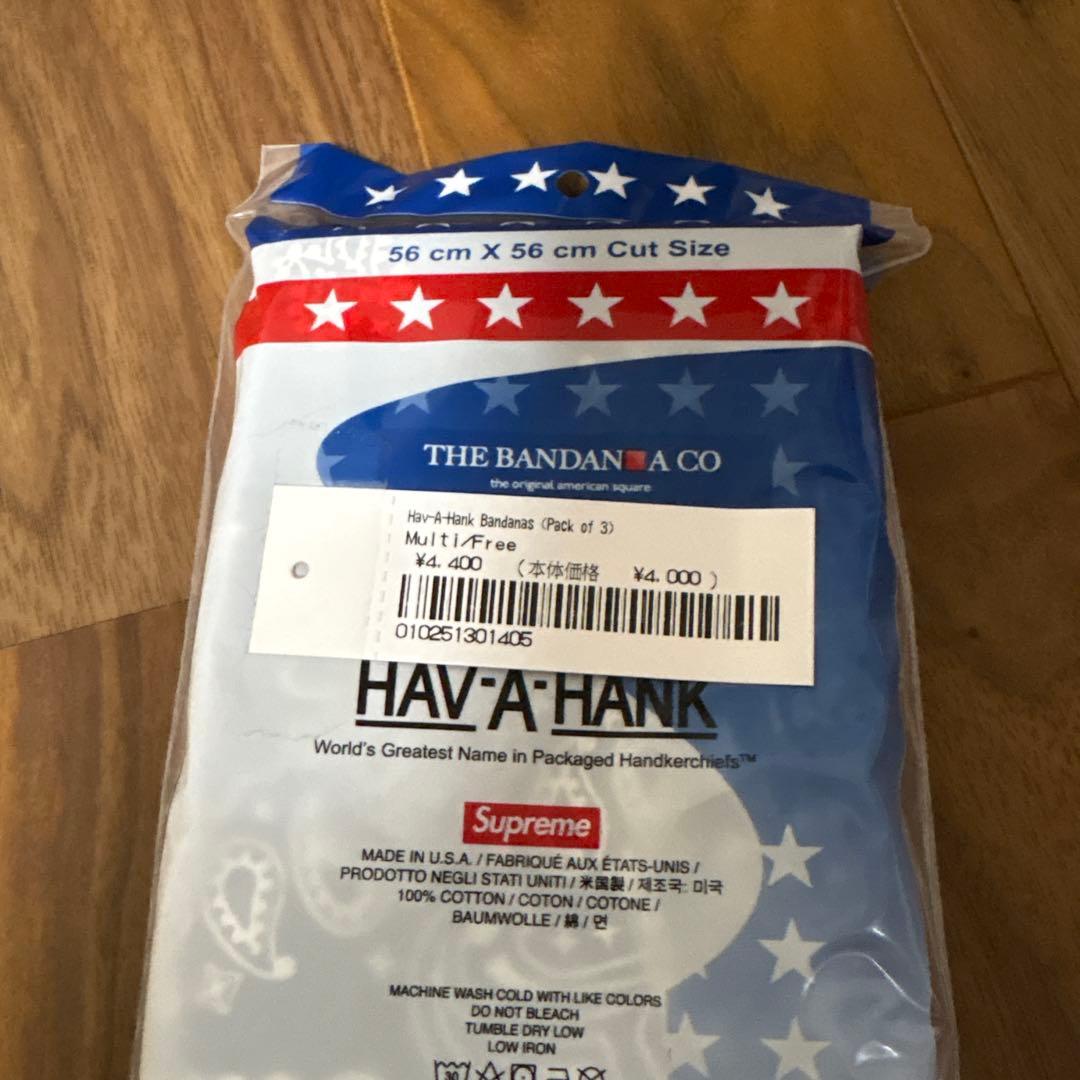 56 cm X 56 cm Cut Size
THE BANDANA CO
the original american square
Hav-A-Hank Bandanas (Pack of 3)
Multi/Free
¥4,400 (本体価格 ¥4,000)
010251301405
HAV-A-HANK
World's Greatest Name in Packaged Handkerchiefs™
Supreme
MADE IN U.S.A. / FABRIQUÉ AUX ÉTATS-UNIS /
PRODOTTO NEGLI STATI UNITI / 米国製 / 제조국: 미국
100% COTTON / COTON / COTONE /
BAUMWOLLE / 綿 / 면
MACHINE WASH COLD WITH LIKE COLORS
DO NOT BLEACH
TUMBLE DRY LOW
LOW IRON
30